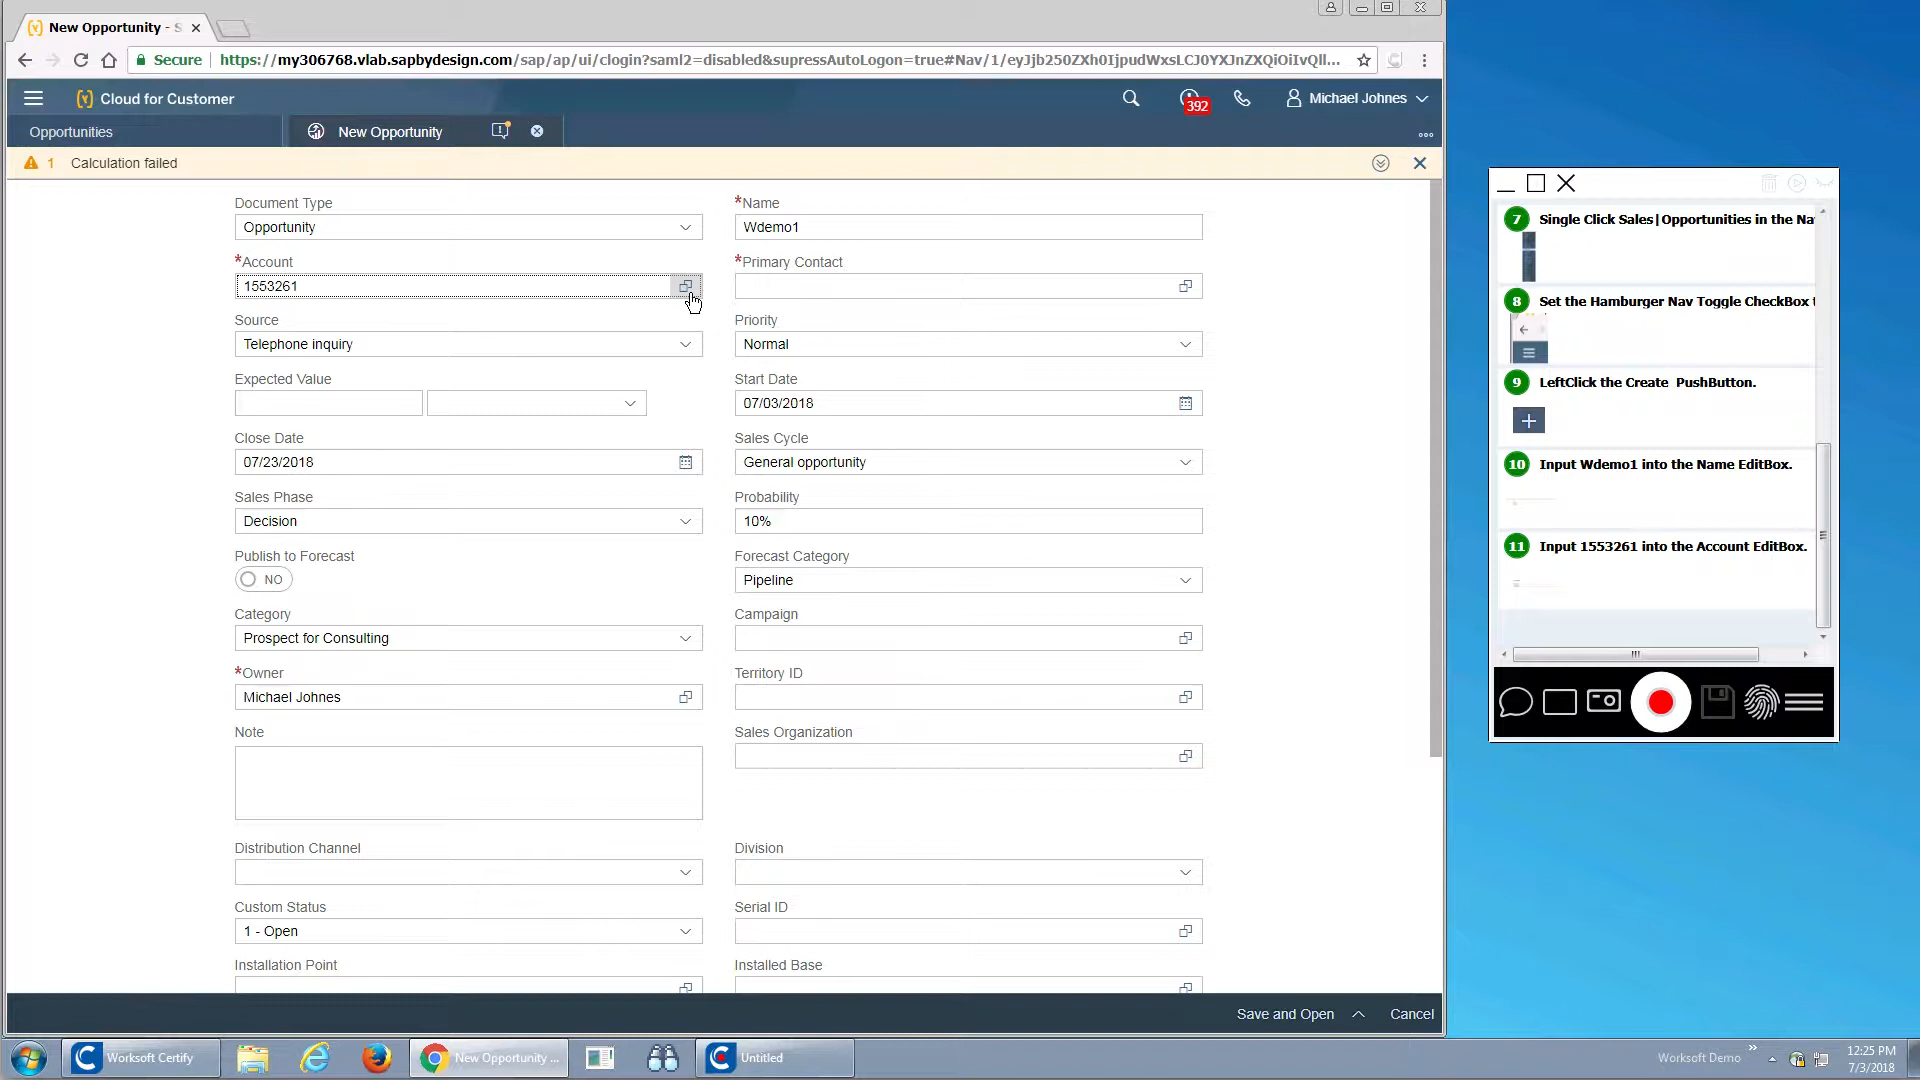 New Opportunity - S
Secure
https://my306768.vlab.sapbydesign.com/sap/ap/ui/clogin?saml2=disabled&supressAutoLogon=true#Nav/1/eyJjb250ZXh0IjpudWxsLCJ0YXJnZXQiOiIvQll...
Cloud for Customer
392
Michael Johnes
Opportunities
New Opportunity
1 Calculation failed
Document Type
Opportunity
*Name
Wdemo1
*Account
1553261
*Primary Contact
Source
Telephone inquiry
Priority
Normal
Expected Value
Start Date
07/03/2018
Close Date
07/23/2018
Sales Cycle
General opportunity
Sales Phase
Decision
Probability
10%
Publish to Forecast
NO
Forecast Category
Pipeline
Category
Prospect for Consulting
Campaign
*Owner
Michael Johnes
Territory ID
Note
Sales Organization
Distribution Channel
Division
Custom Status
1 - Open
Serial ID
Installation Point
Installed Base
Save and Open
Cancel
7 Single Click Sales|Opportunities in the Na
8 Set the Hamburger Nav Toggle CheckBox t
9 LeftClick the Create PushButton.
10 Input Wdemo1 into the Name EditBox.
11 Input 1553261 into the Account EditBox.
Worksoft Certify
New Opportunity ...
Untitled
Worksoft Demo
12:25 PM
7/3/2018